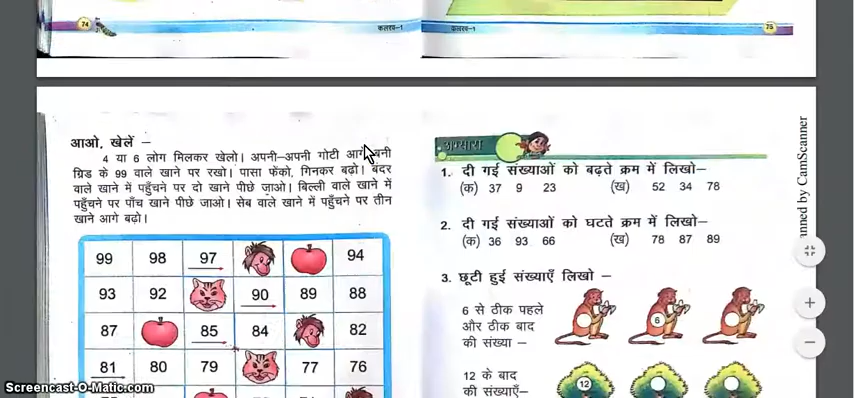 74
कलरव–1
कलरव–1
75
आओ, खेलें –
4 या 6 लोग मिलकर खेलो। अपनी–अपनी गोटी आगे बनी
ग्रिड के 99 वाले खाने पर रखो। पासा फेंको, गिनकर बढ़ो। बंदर
वाले खाने में पहुँचने पर दो खाने पीछे जाओ। बिल्ली वाले खाने में
पहुँचने पर पाँच खाने पीछे जाओ। सेब वाले खाने में पहुँचने पर तीन
खाने आगे बढ़ो।
99 98 97 94
93 92 90 89 88
87 85 84 82
81 80 79 77 76
अभ्यास
1. दी गई संख्याओं को बढ़ते क्रम में लिखो–
(क) 37 9 23 (ख) 52 34 78
2. दी गई संख्याओं को घटते क्रम में लिखो–
(क) 36 93 66 (ख) 78 87 89
3. छूटी हुई संख्याएँ लिखो –
6 से ठीक पहले
और ठीक बाद
की संख्या –
6
12 के बाद
की संख्याएँ–
12
nned by CamScanner
Screencast-O-Matic.com